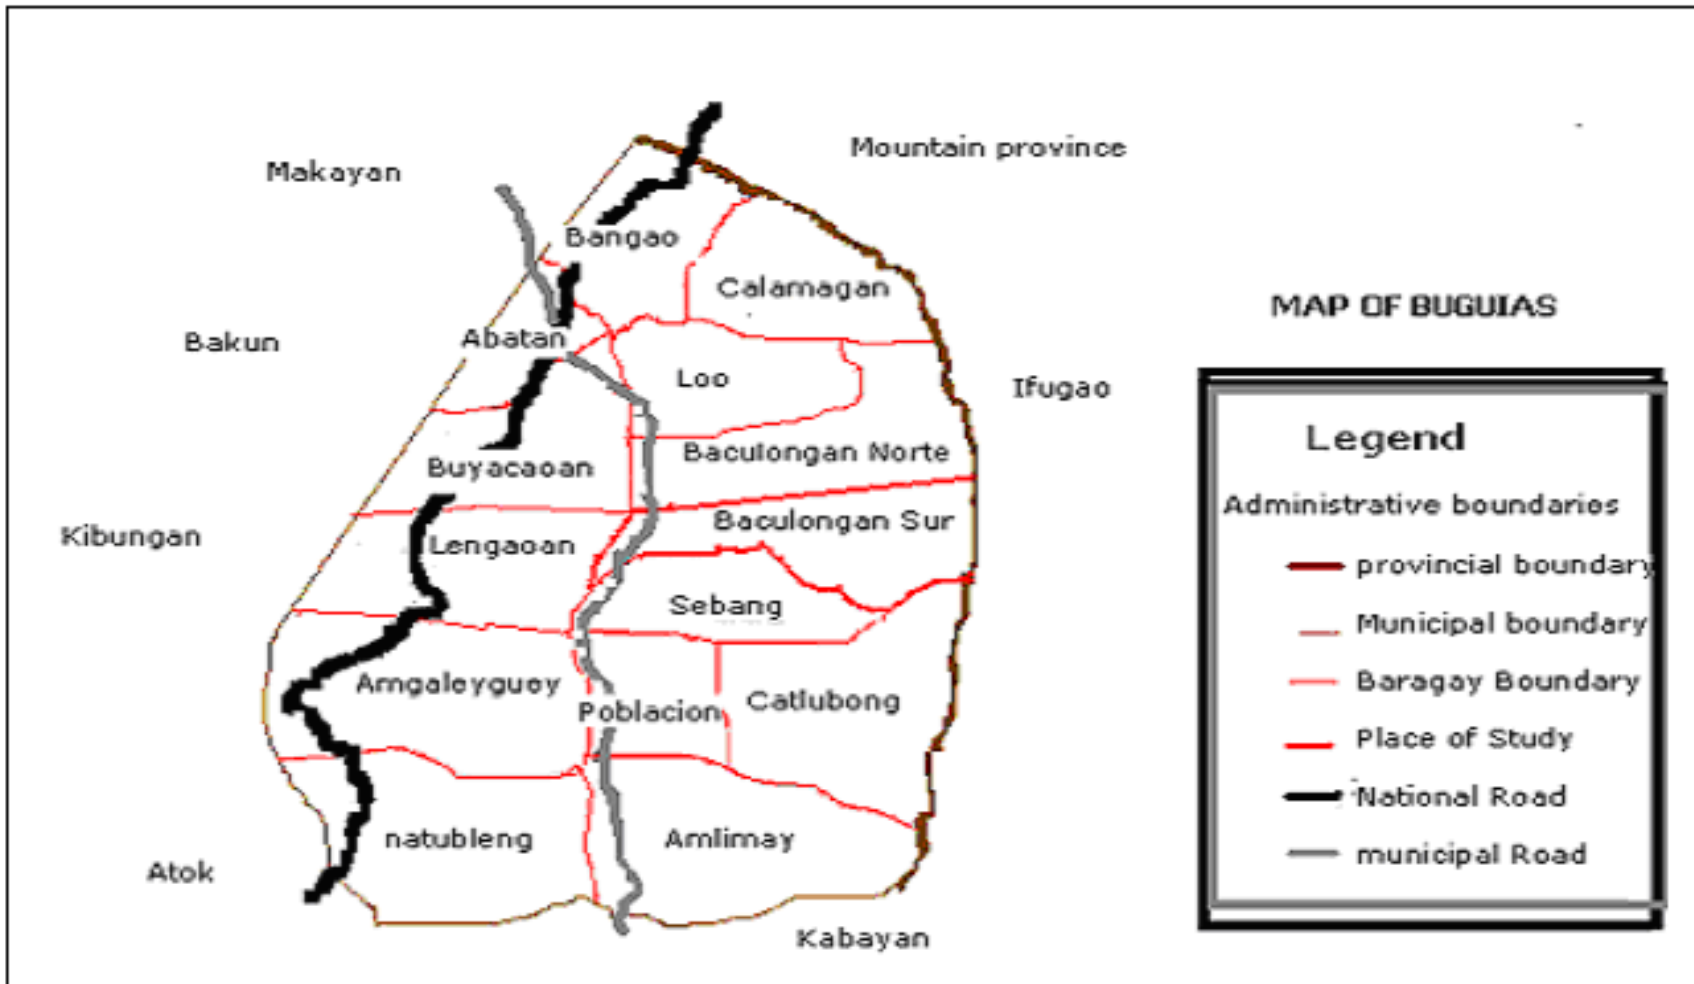 Mountain province
Makayan
Bangao
Calamagan
MAP OF BUGUIAS
Bakun
Abatan
Loo
Ifugao
Legend
Baculongan Norte
Buyacaoan
Administrative boundaries
Baculongan Sur
Kibungan
Lengaoan
provincial boundary
Sebang
Municipal boundary
Amgaleyguey
Baragay Boundary
Catlubong
Poblacion
Place of Study
National Road
natubleng
Amlimay
municipal Road
Atok
Kabayan